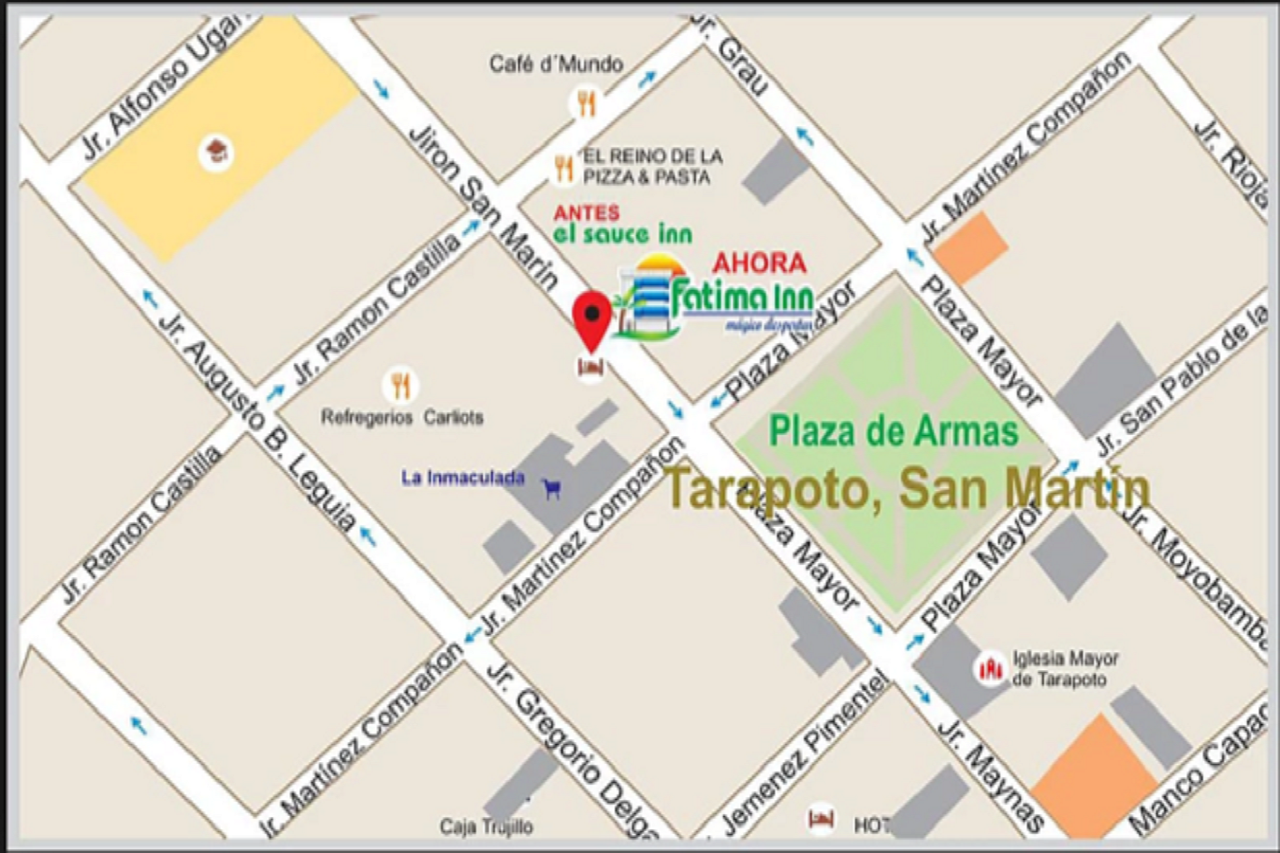 Jr. Alfonso Ugar
Café d´Mundo
Jr. Grau
Jiron San Marin
EL REINO DE LA
PIZZA & PASTA
Jr. Martínez Compañon
Jr. Rioja
ANTES
el sauce inn
AHORA
Fatima Inn
mágico despertar
Jr. Ramon Castilla
Jr. Augusto B. Leguia
Plaza Mayor
Plaza Mayor
Jr. San Pablo de la
Refregerios Carliots
La Inmaculada
Plaza de Armas
Tarapoto, San Martín
Jr. Ramon Castilla
Jr. Martínez Compañon
Plaza Mayor
Plaza Mayor
Jr. Moyobamba
Iglesia Mayor
de Tarapoto
Jr. Martínez Compañon
Jr. Gregorio Delga
Jemenez Pimentel
Jr. Maynas
Manco Capac
Caja Trujillo
HOT